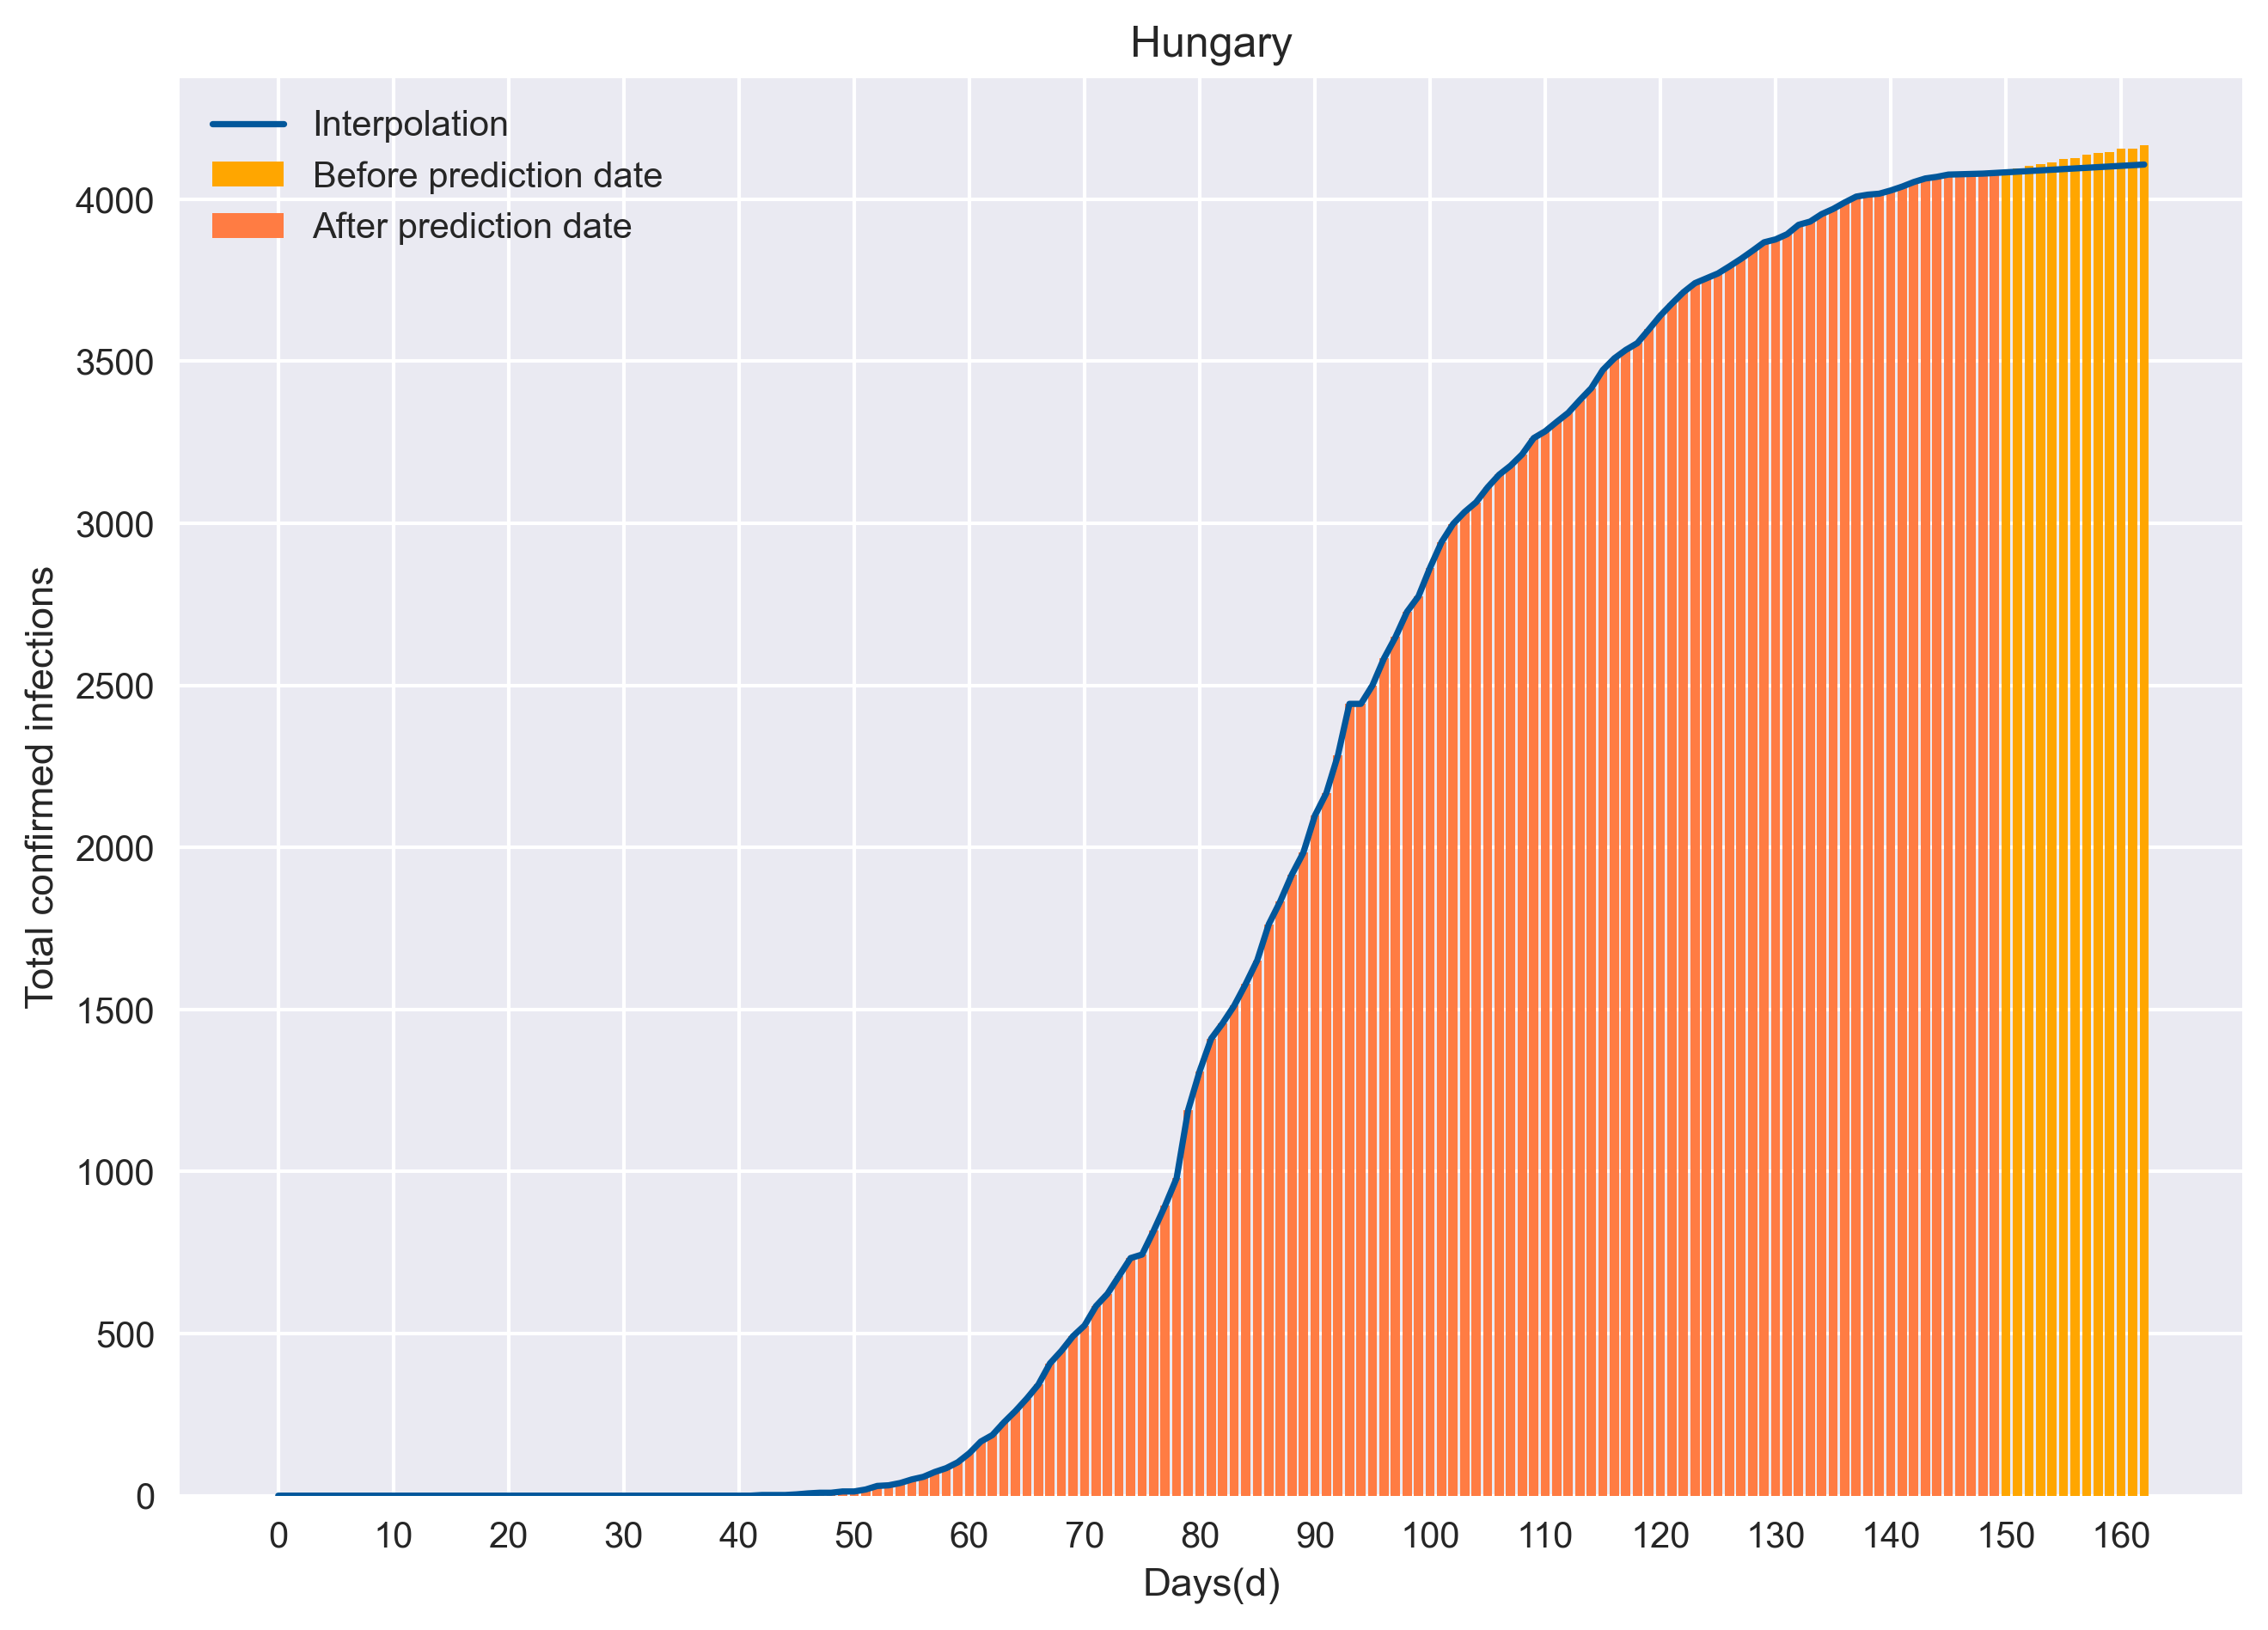 Hungary
Interpolation
Before prediction date
After prediction date
4000
3500
3000
2500
2000
1500
1000
500
0
Total confirmed infections
0 10 20 30 40 50 60 70 80 90 100 110 120 130 140 150 160
Days(d)